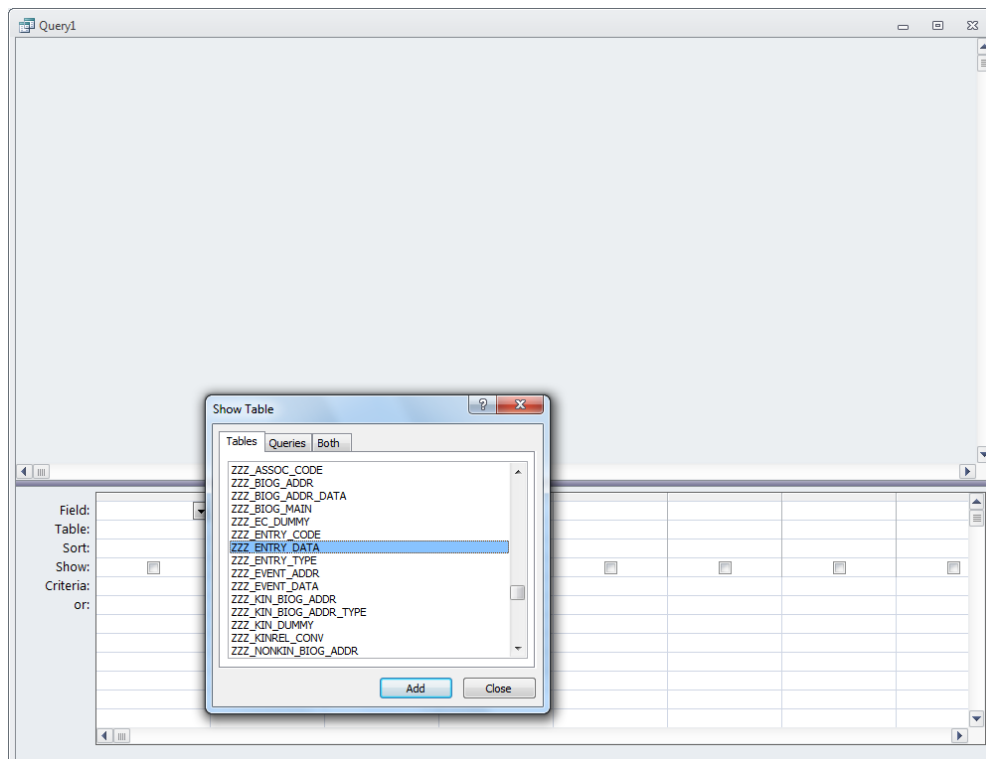 Query1
Show Table
Tables Queries Both
ZZZ_ASSOC_CODE
ZZZ_BIOG_ADDR
ZZZ_BIOG_ADDR_DATA
ZZZ_BIOG_MAIN
ZZZ_EC_DUMMY
ZZZ_ENTRY_CODE
ZZZ_ENTRY_DATA
ZZZ_ENTRY_TYPE
ZZZ_EVENT_ADDR
ZZZ_EVENT_DATA
ZZZ_KIN_BIOG_ADDR
ZZZ_KIN_BIOG_ADDR_TYPE
ZZZ_KIN_DUMMY
ZZZ_KINREL_CONV
ZZZ_NONKIN_BIOG_ADDR
Add Close
Field:
Table:
Sort:
Show:
Criteria:
or: